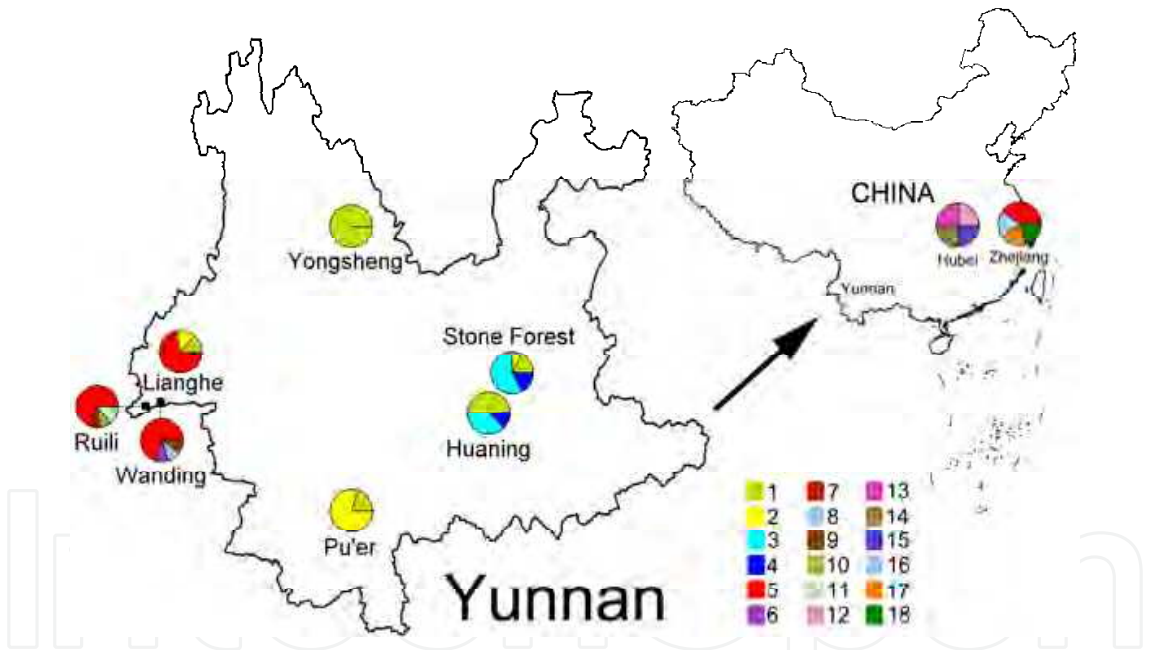 CHINA
Hubei
Zhejiang
Yunnan
Yongsheng
Stone Forest
Lianghe
Ruili
Wanding
Huaning
Pu'er
Yunnan
1 7 13
2 8 14
3 9 15
4 10 16
5 11 17
6 12 18